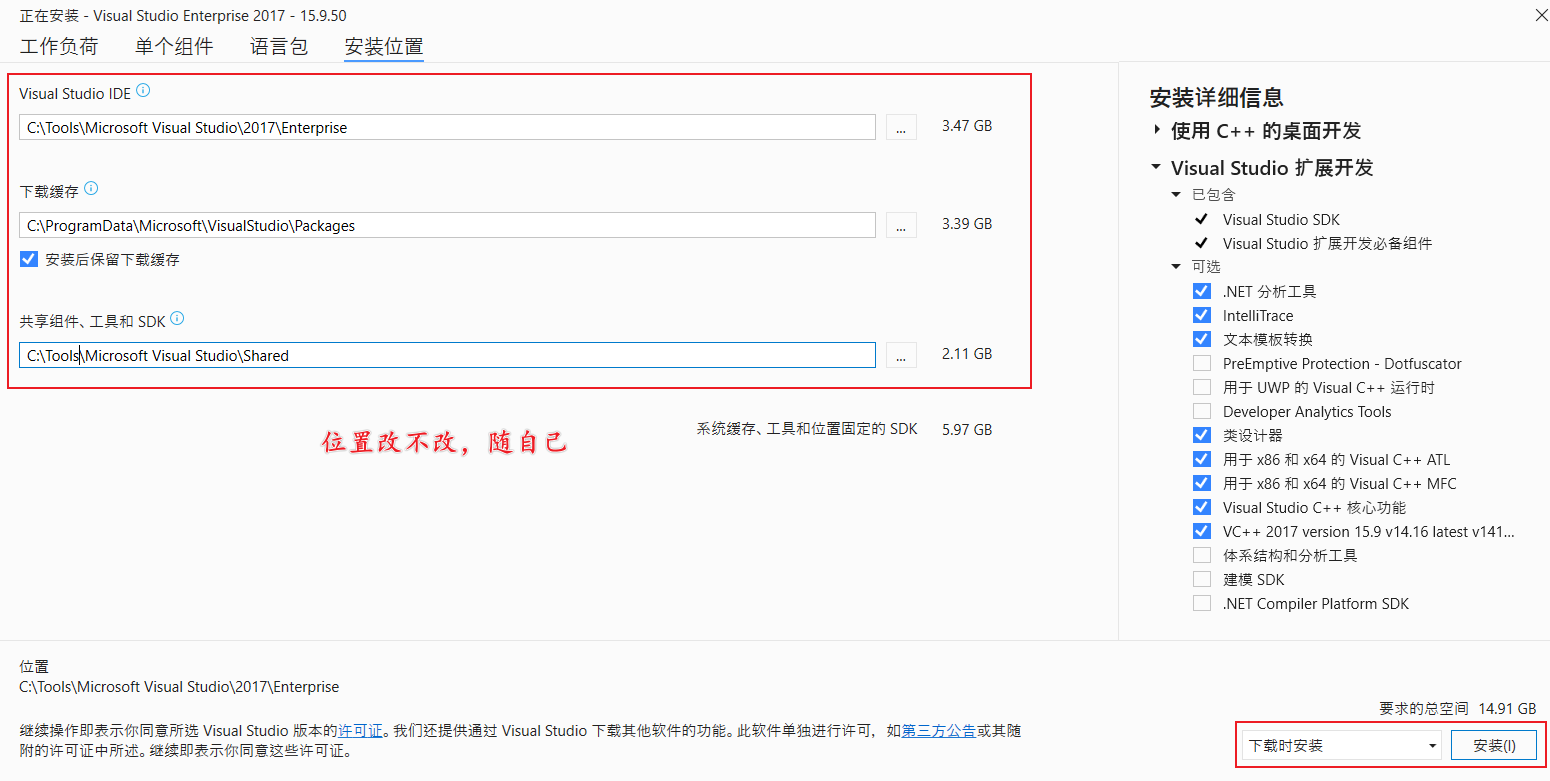 正在安装 - Visual Studio Enterprise 2017 - 15.9.50
工作负荷 单个组件 语言包 安装位置
Visual Studio IDE
C:\Tools\Microsoft Visual Studio\2017\Enterprise ... 3.47 GB
下载缓存
C:\ProgramData\Microsoft\VisualStudio\Packages ... 3.39 GB
安装后保留下载缓存
共享组件、工具和 SDK
C:\Tools\Microsoft Visual Studio\Shared ... 2.11 GB
系统缓存、工具和位置固定的 SDK 5.97 GB
位置改不改，随自己
安装详细信息
使用 C++ 的桌面开发
Visual Studio 扩展开发
已包含
Visual Studio SDK
Visual Studio 扩展开发必备组件
可选
.NET 分析工具
IntelliTrace
文本模板转换
PreEmptive Protection - Dotfuscator
用于 UWP 的 Visual C++ 运行时
Developer Analytics Tools
类设计器
用于 x86 和 x64 的 Visual C++ ATL
用于 x86 和 x64 的 Visual C++ MFC
Visual Studio C++ 核心功能
VC++ 2017 version 15.9 v14.16 latest v141...
体系结构和分析工具
建模 SDK
.NET Compiler Platform SDK
位置
C:\Tools\Microsoft Visual Studio\2017\Enterprise
继续操作即表示你同意所选 Visual Studio 版本的许可证。我们还提供通过 Visual Studio 下载其他软件的功能。此软件单独进行许可，如第三方公告或其随
附的许可证中所述。继续即表示你同意这些许可证。
要求的总空间 14.91 GB
下载时安装 安装(I)